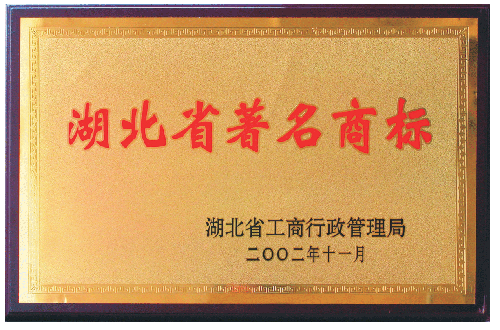 湖北省著名商标
湖北省工商行政管理局
二〇〇二年十一月